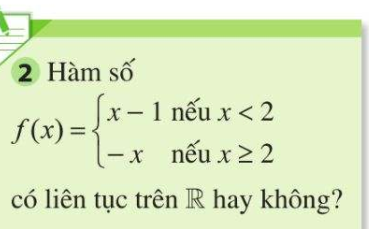 2 Hàm số
f(x) = { x − 1 nếu x < 2
− x nếu x ≥ 2
có liên tục trên ℝ hay không?